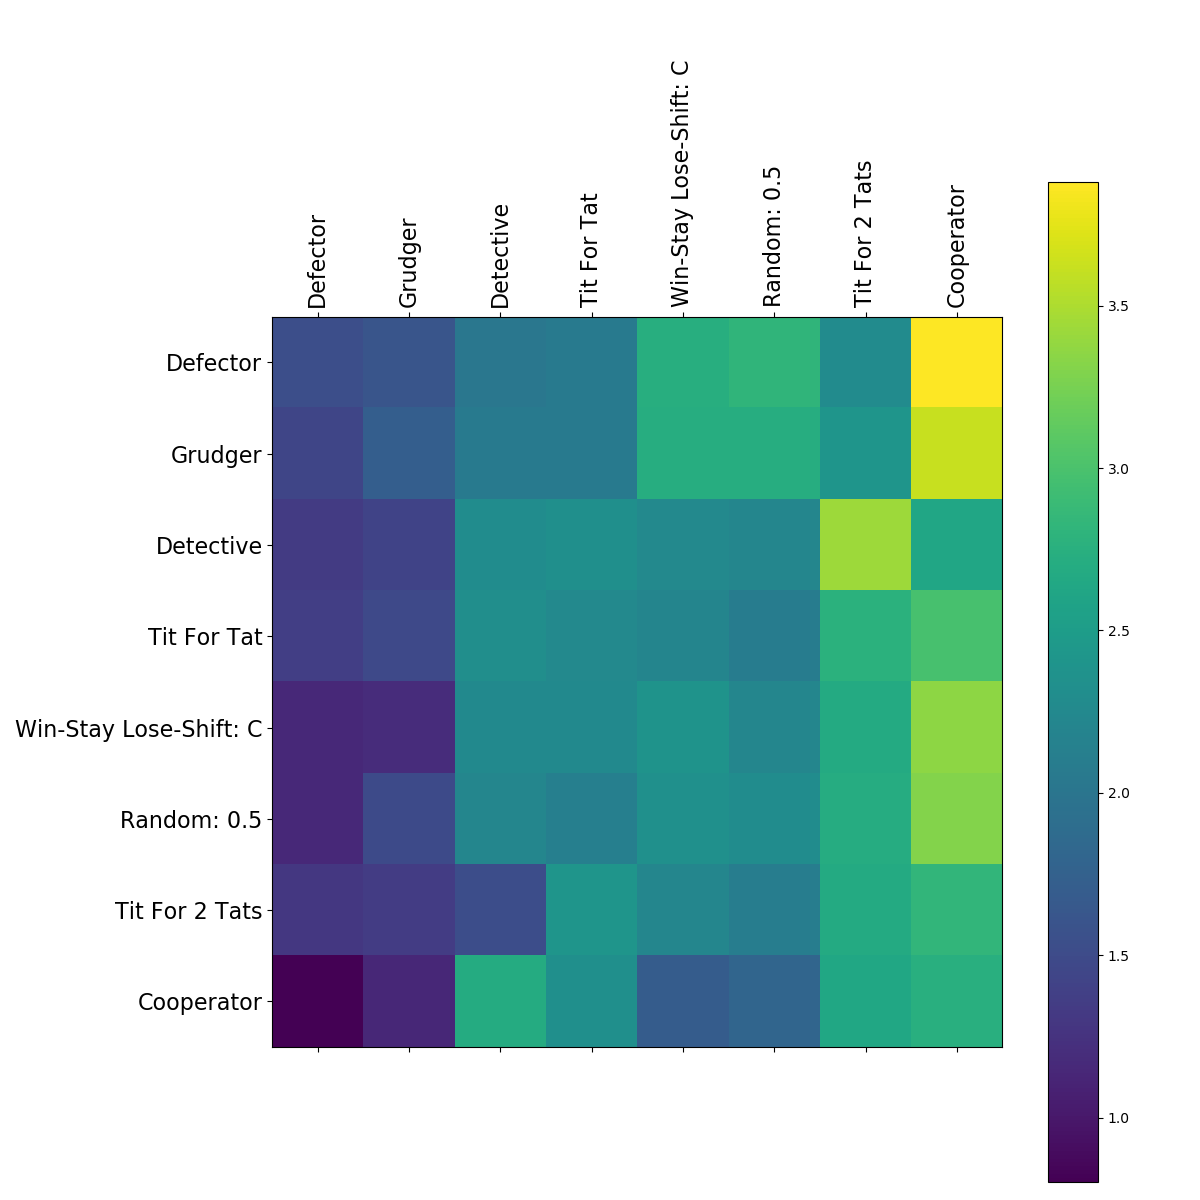 Defector
Grudger
Detective
Tit For Tat
Win-Stay Lose-Shift: C
Random: 0.5
Tit For 2 Tats
Cooperator
Defector
Grudger
Detective
Tit For Tat
Win-Stay Lose-Shift: C
Random: 0.5
Tit For 2 Tats
Cooperator
3.5
3.0
2.5
2.0
1.5
1.0